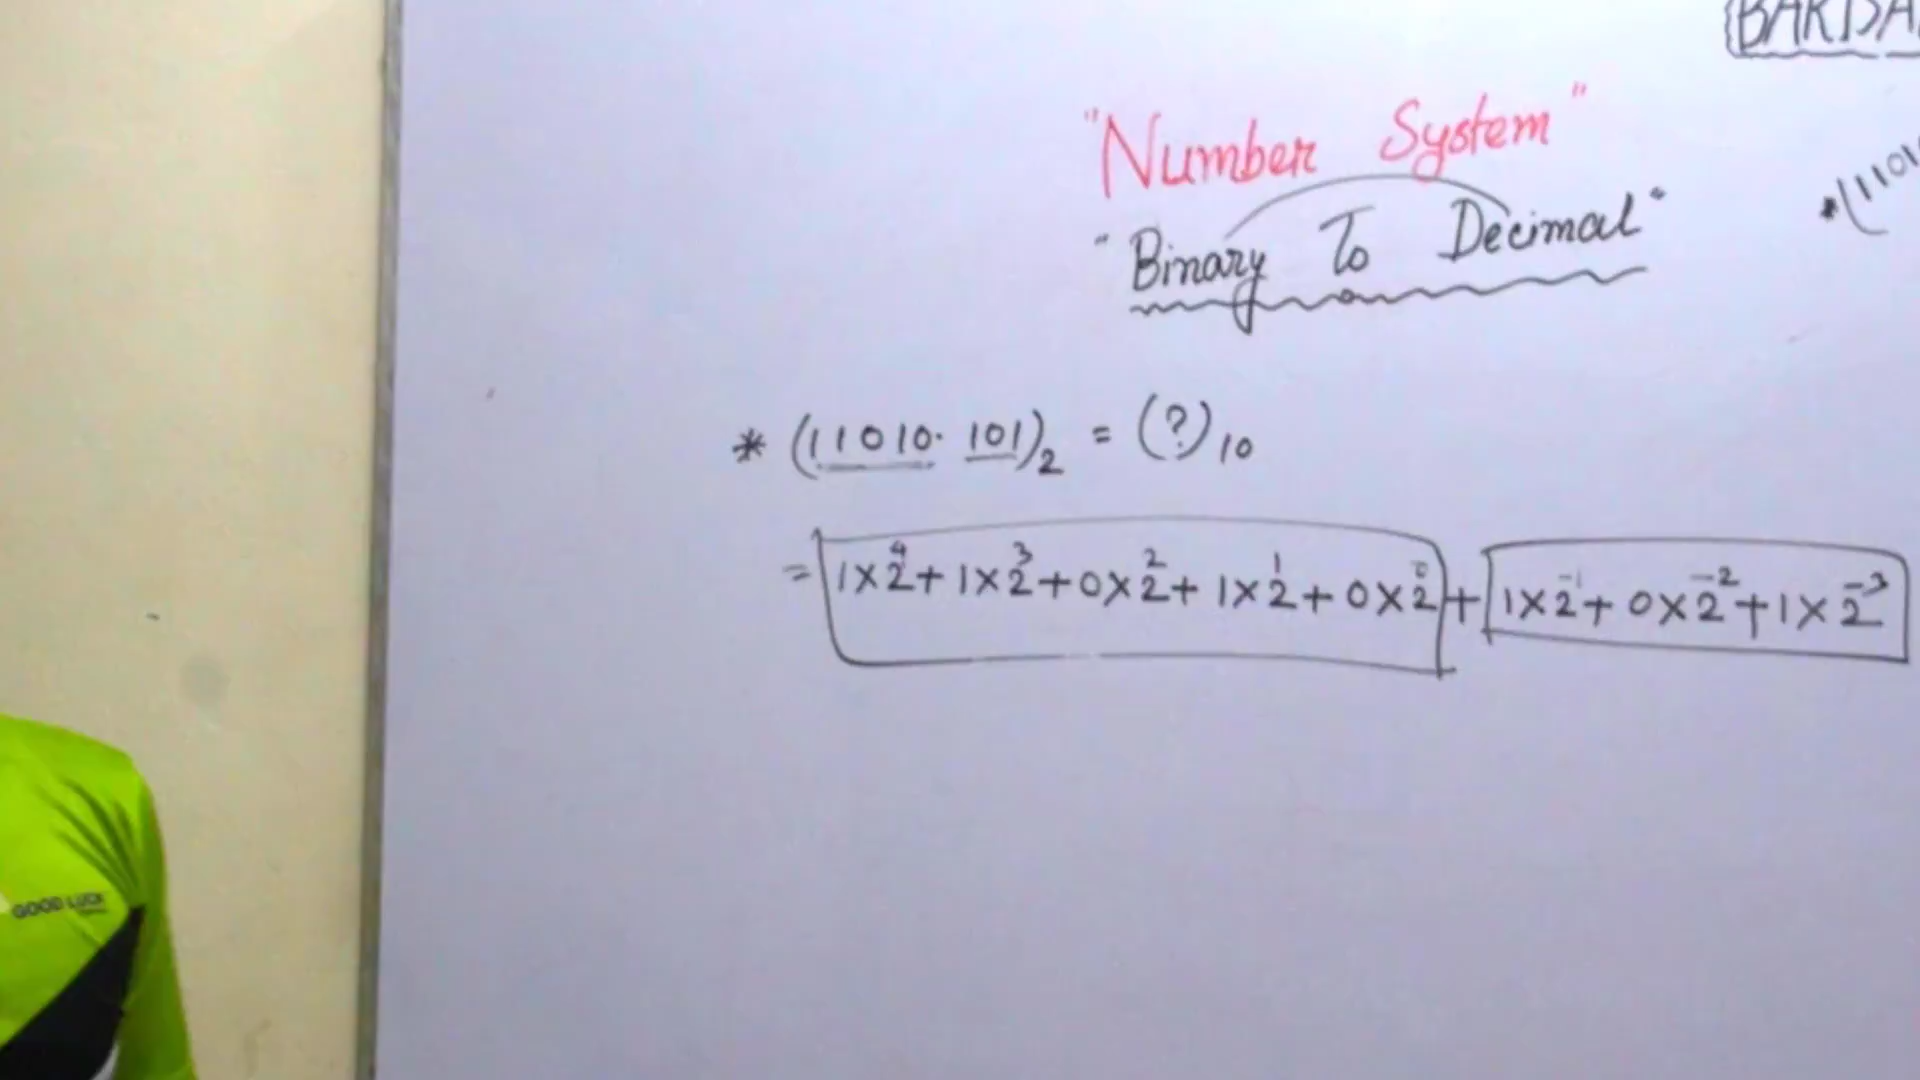 "Number System"
"Binary To Decimal"
* (11010. 101)₂ = (?)₁₀
= 1×2⁴+ 1×2³+0×2²+ 1×2¹+0×2⁰ + 1×2⁻¹+ 0×2⁻²+1×2⁻³
GOOD LUCK